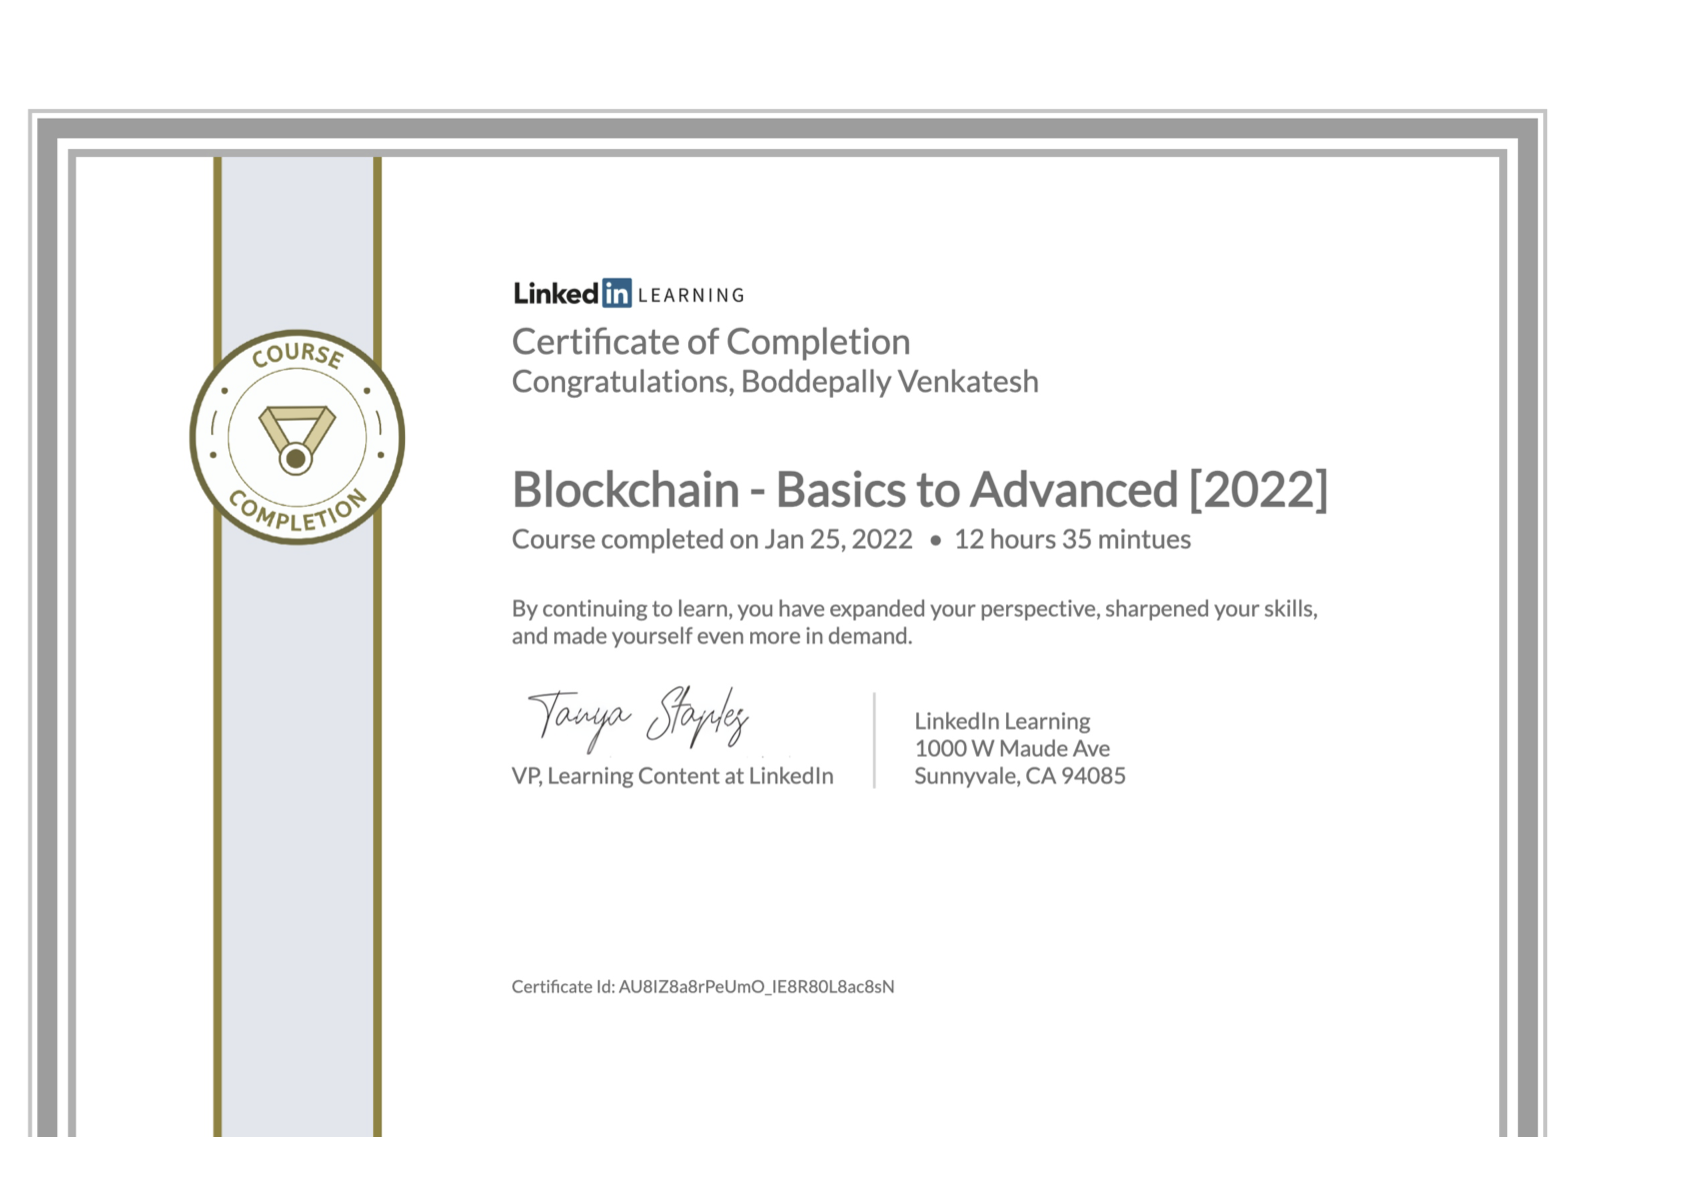 COURSE
COMPLETION
Linked in LEARNING
Certificate of Completion
Congratulations, Boddepally Venkatesh
Blockchain - Basics to Advanced [2022]
Course completed on Jan 25, 2022 • 12 hours 35 mintues
By continuing to learn, you have expanded your perspective, sharpened your skills,
and made yourself even more in demand.
Tanya Staples
VP, Learning Content at LinkedIn
LinkedIn Learning
1000 W Maude Ave
Sunnyvale, CA 94085
Certificate Id: AU8IZ8a8rPeUmO_IE8R80L8ac8sN